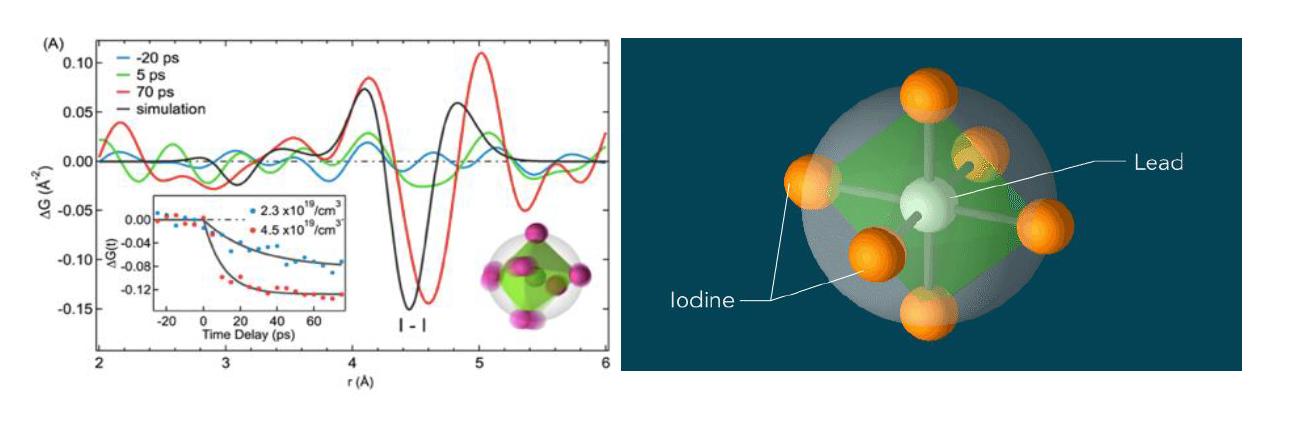 (A)
-20 ps
5 ps
70 ps
simulation
0.10
0.05
0.00
-0.05
-0.10
-0.15
ΔG (Å⁻²)
2.3 x10¹⁹/cm³
4.5 x10¹⁹/cm³
0.00
-0.04
-0.08
-0.12
ΔG(t)
-20 0 20 40 60
Time Delay (ps)
I - I
2 3 4 5 6
r (Å)
Lead
Iodine